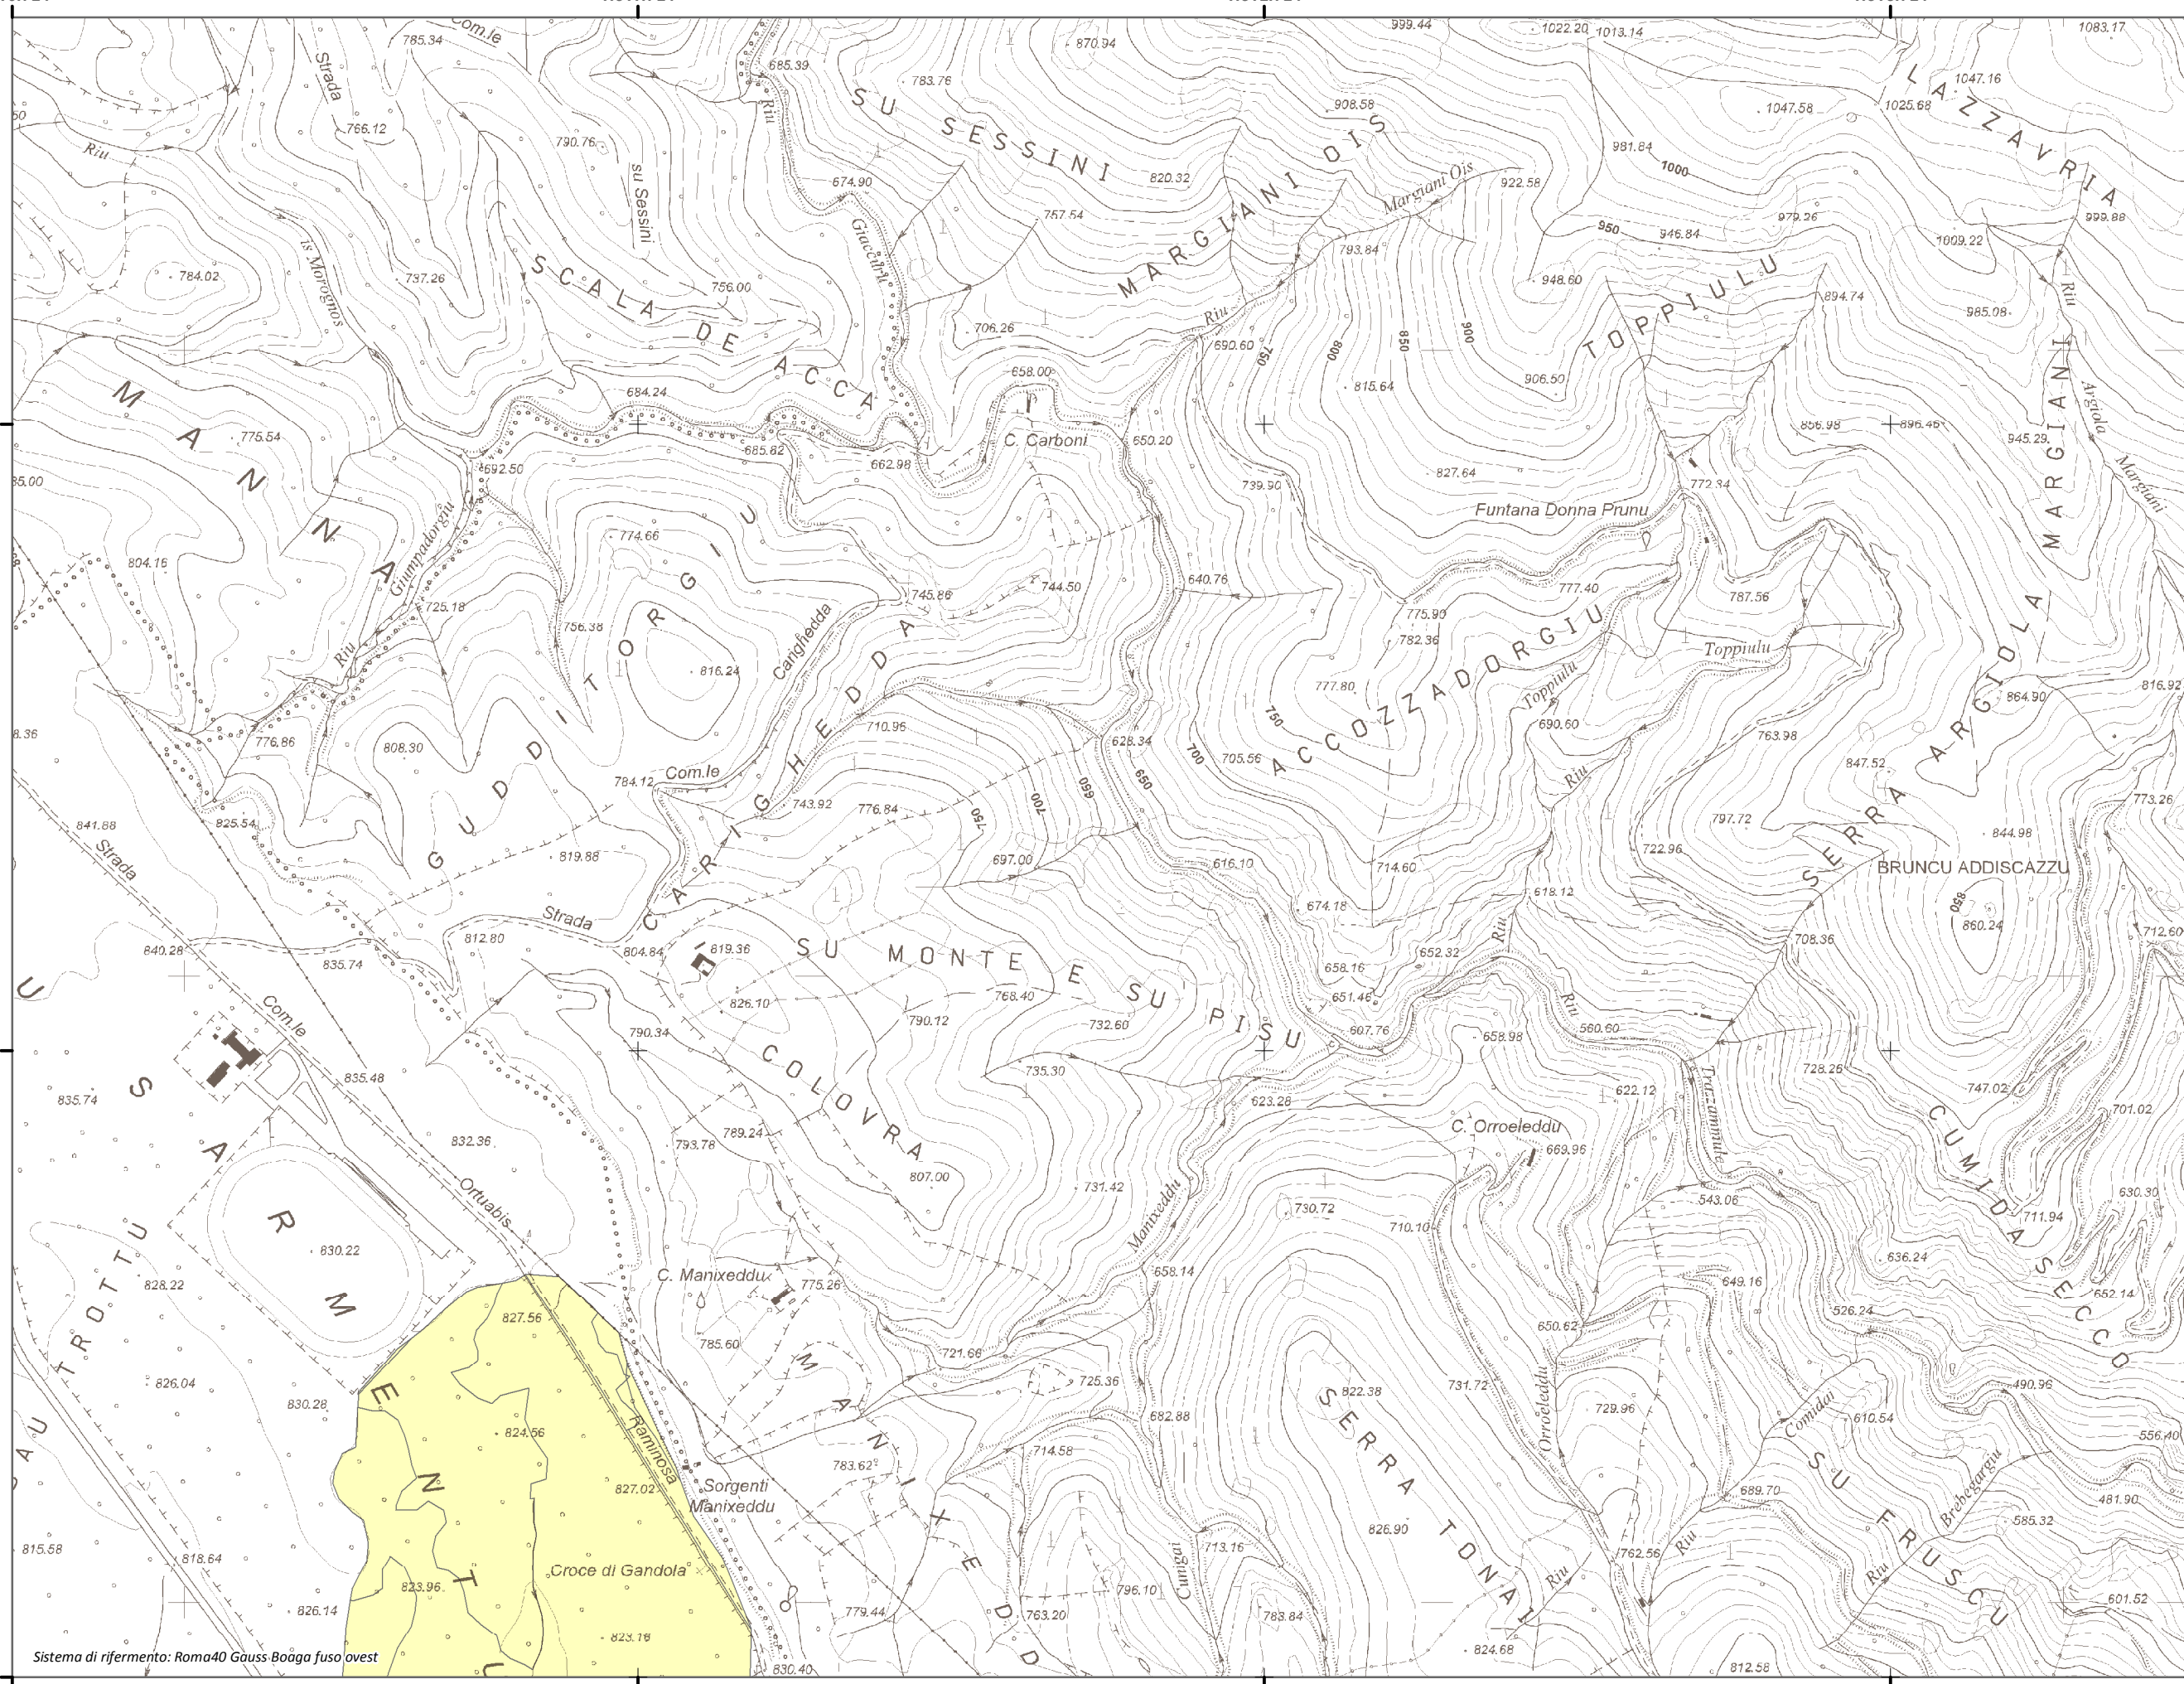 Com.le
785.34
Strada
685.39
870.94
999.44
1022.20
1013.14
1083.17
783.76
SU SESSINI
908.58
1047.16
1047.58
1025.68
LAZZAVRIA
766.12
790.76
Riu
Riu
su Sessini
674.90
820.32
MARGIANI OIS
Margiani Ois
922.58
981.84
1000
757.54
979.26
999.88
950
946.84
1009.22
is Morognos
Giaccuriu
793.84
784.02
737.26
SCALA DE ACCA
756.00
948.60
TOPPIULU
894.74
Riu
985.08
706.26
Riu
690.60
750
800
850
900
658.00
815.64
906.50
MANNA
684.24
Argiola
775.54
685.82
C. Carboni
650.20
856.98
896.46
945.29
MARGIANI
692.50
662.98
739.90
827.64
772.34
Margiani
85.00
Funtana Donna Prunu
774.66
804.16
Giumpadorgiu
745.86
744.50
640.76
777.40
787.56
725.18
775.90
756.38
GUDDI TORGIU
Carighedda
782.36
Riu
Toppiulu
816.24
Toppiulu
777.80
ACCOZZADORGIU
864.90
816.92
8.36
776.86
808.30
710.96
628.34
750
700
690.60
763.98
705.56
847.52
784.12
Com.le
650
650
Riu
743.92
776.84
750
700
773.26
841.88
825.54
797.72
844.98
Strada
819.88
697.00
616.10
714.60
722.96
SERRA ARGIOLA
BRUNCU ADDISCAZZU
CARIGHEDDA
674.18
618.12
850
860.24
Strada
712.60
840.28
835.74
812.80
804.84
819.36
SU MONTE E SU PISU
652.32
Riu
708.36
658.16
826.10
768.40
651.46
Com.le
790.34
790.12
732.60
607.76
Riu
560.60
658.98
COLOVRA
835.48
735.30
728.26
747.02
835.74
623.28
622.12
701.02
Trazzammule
832.36
793.78
789.24
C. Orroeleddu
669.96
CUMIDA SECCO
Ortuabis
807.00
731.42
Manixeddu
543.06
630.30
730.72
710.10
711.94
830.22
636.24
828.22
C. Manixeddu
775.26
658.14
649.16
652.14
TROTTU
827.56
526.24
785.60
721.66
650.62
826.04
725.36
822.38
731.72
490.96
830.28
Orroeleddu
729.96
Comidai
610.54
824.56
682.88
SERRA TONAI
556.40
Raminosa
714.58
783.62
827.02
Sorgenti
Manixeddu
826.90
689.70
SU FRUSCU
Brebegargiu
481.90
585.32
815.58
818.64
713.16
762.56
Riu
Croce di Gandola
Cunigai
Riu
Riu
823.96
796.10
601.52
826.14
779.44
763.20
783.84
823.16
824.68
MANIXEDD
812.58
U SARMENTU
830.40
Sistema di rifermento: Roma40 Gauss Boaga fuso ovest